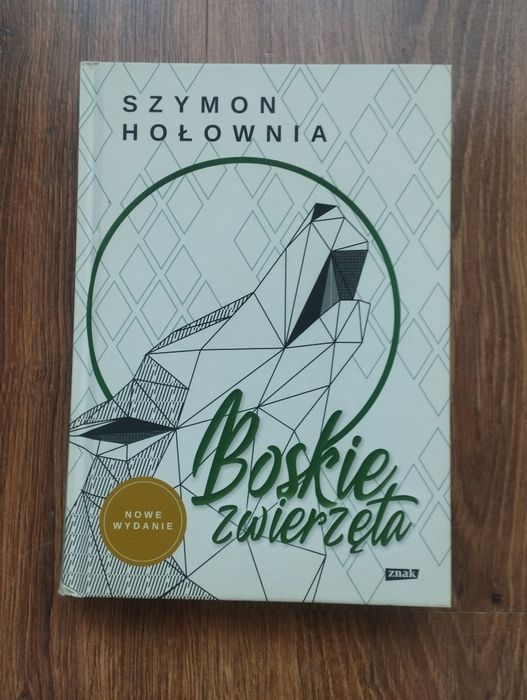 SZYMON
HOŁOWNIA
Boskie
zwierzęta
NOWE
WYDANIE
znak